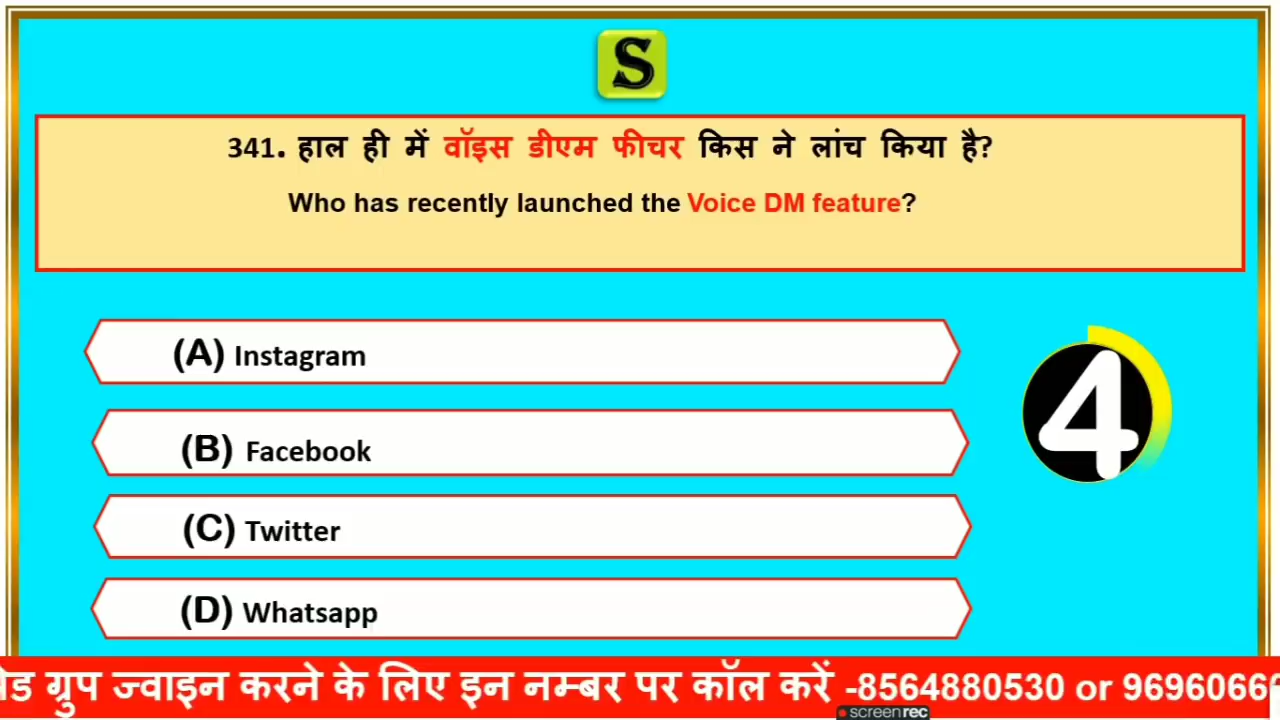 S
341. हाल ही में वॉइस डीएम फीचर किस ने लांच किया है?
Who has recently launched the Voice DM feature?
(A) Instagram
(B) Facebook
(C) Twitter
(D) Whatsapp
4
ग्रुप ज्वाइन करने के लिए इन नम्बर पर कॉल करें -8564880530 or
screenrec